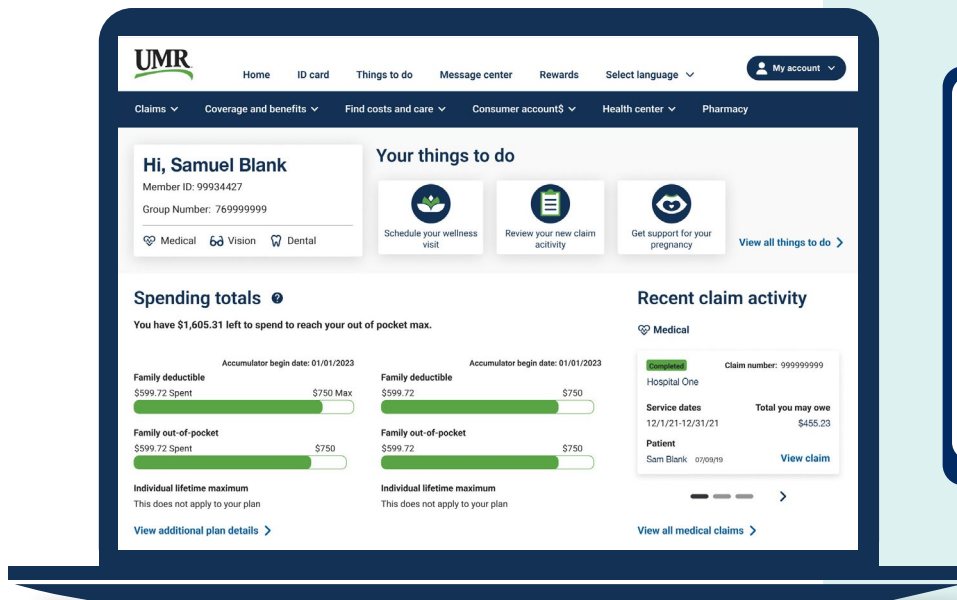 UMR
Home ID card Things to do Message center Rewards Select language My account
Claims Coverage and benefits Find costs and care Consumer account$ Health center Pharmacy
Hi, Samuel Blank
Member ID: 99934427
Group Number: 769999999
Medical Vision Dental
Your things to do
Schedule your wellness
visit
Review your new claim
acitivity
Get support for your
pregnancy
View all things to do
Spending totals ?
You have $1,605.31 left to spend to reach your out of pocket max.
Accumulator begin date: 01/01/2023
Family deductible
$599.72 Spent $750 Max
Family out-of-pocket
$599.72 Spent $750
Individual lifetime maximum
This does not apply to your plan
View additional plan details
Accumulator begin date: 01/01/2023
Family deductible
$599.72 $750
Family out-of-pocket
$599.72 $750
Individual lifetime maximum
This does not apply to your plan
Recent claim activity
Medical
Completed Claim number: 999999999
Hospital One
Service dates Total you may owe
12/1/21-12/31/21 $455.23
Patient
Sam Blank 07/09/19 View claim
View all medical claims